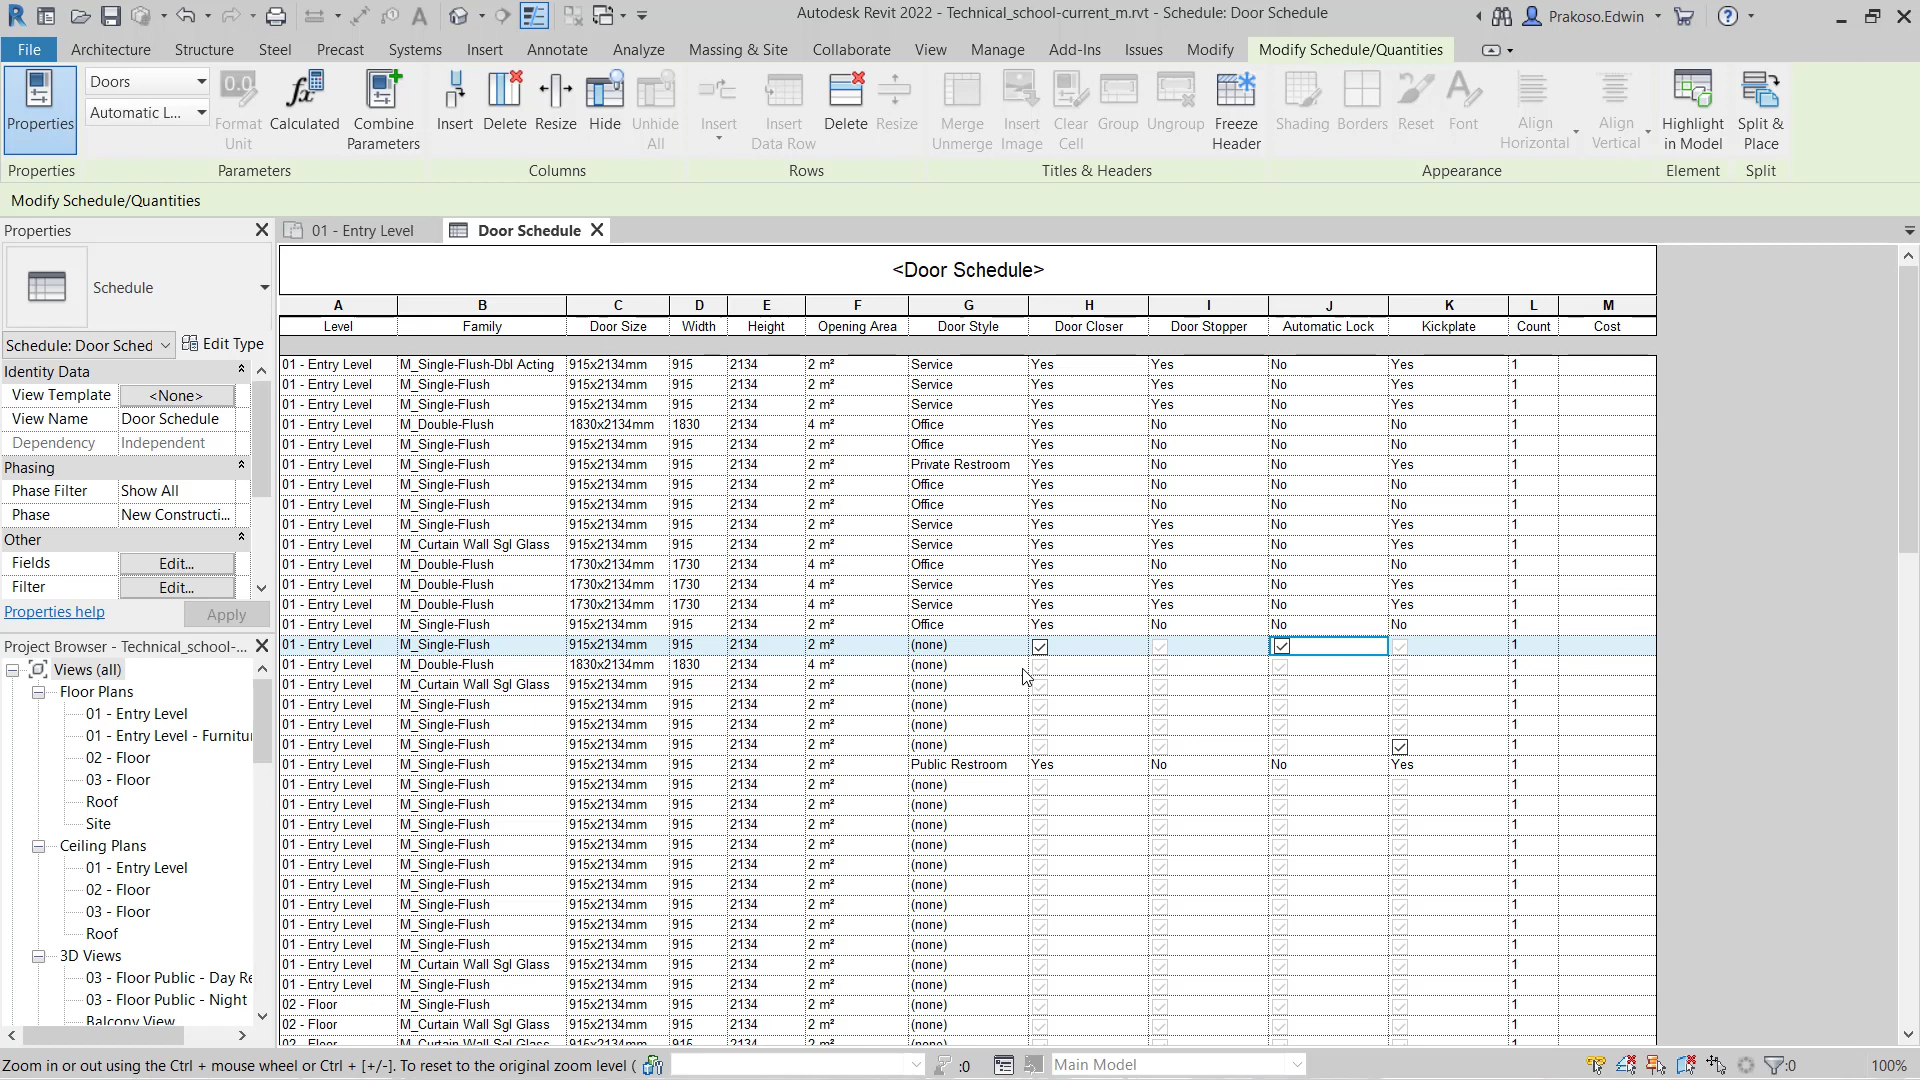 Autodesk Revit 2022 - Technical_school-current_m.rvt - Schedule: Door Schedule
Prakoso.Edwin
File Architecture Structure Steel Precast Systems Insert Annotate Analyze Massing & Site Collaborate View Manage Add-Ins Issues Modify Modify Schedule/Quantities
Properties Doors Automatic L... Format Unit Calculated Combine Parameters Insert Delete Resize Hide Unhide All Insert Insert Data Row Delete Resize Merge Unmerge Insert Image Clear Cell Group Ungroup Freeze Header Shading Borders Reset Font Align Horizontal Align Vertical Highlight in Model Split & Place
Properties Parameters Columns Rows Titles & Headers Appearance Element Split
Modify Schedule/Quantities
Properties
Schedule
Schedule: Door Sched Edit Type
Identity Data
View Template <None>
View Name Door Schedule
Dependency Independent
Phasing
Phase Filter Show All
Phase New Constructi...
Other
Fields Edit...
Filter Edit...
Properties help Apply
Project Browser - Technical_school-...
Views (all)
Floor Plans
01 - Entry Level
01 - Entry Level - Furnitu
02 - Floor
03 - Floor
Roof
Site
Ceiling Plans
01 - Entry Level
02 - Floor
03 - Floor
Roof
3D Views
03 - Floor Public - Day Re
03 - Floor Public - Night
Balcony View
01 - Entry Level Door Schedule
<Door Schedule>
A B C D E F G H I J K L M
Level Family Door Size Width Height Opening Area Door Style Door Closer Door Stopper Automatic Lock Kickplate Count Cost
01 - Entry Level M_Single-Flush-Dbl Acting 915x2134mm 915 2134 2 m² Service Yes Yes No Yes 1
01 - Entry Level M_Single-Flush 915x2134mm 915 2134 2 m² Service Yes Yes No Yes 1
01 - Entry Level M_Single-Flush 915x2134mm 915 2134 2 m² Service Yes Yes No Yes 1
01 - Entry Level M_Double-Flush 1830x2134mm 1830 2134 4 m² Office Yes No No No 1
01 - Entry Level M_Single-Flush 915x2134mm 915 2134 2 m² Office Yes No No No 1
01 - Entry Level M_Single-Flush 915x2134mm 915 2134 2 m² Private Restroom Yes No No Yes 1
01 - Entry Level M_Single-Flush 915x2134mm 915 2134 2 m² Office Yes No No No 1
01 - Entry Level M_Single-Flush 915x2134mm 915 2134 2 m² Office Yes No No No 1
01 - Entry Level M_Single-Flush 915x2134mm 915 2134 2 m² Service Yes Yes No Yes 1
01 - Entry Level M_Curtain Wall Sgl Glass 915x2134mm 915 2134 2 m² Service Yes Yes No Yes 1
01 - Entry Level M_Double-Flush 1730x2134mm 1730 2134 4 m² Office Yes No No No 1
01 - Entry Level M_Double-Flush 1730x2134mm 1730 2134 4 m² Service Yes Yes No Yes 1
01 - Entry Level M_Double-Flush 1730x2134mm 1730 2134 4 m² Service Yes Yes No Yes 1
01 - Entry Level M_Single-Flush 915x2134mm 915 2134 2 m² Office Yes No No No 1
01 - Entry Level M_Single-Flush 915x2134mm 915 2134 2 m² (none) 1
01 - Entry Level M_Double-Flush 1830x2134mm 1830 2134 4 m² (none) 1
01 - Entry Level M_Curtain Wall Sgl Glass 915x2134mm 915 2134 2 m² (none) 1
01 - Entry Level M_Single-Flush 915x2134mm 915 2134 2 m² (none) 1
01 - Entry Level M_Single-Flush 915x2134mm 915 2134 2 m² (none) 1
01 - Entry Level M_Single-Flush 915x2134mm 915 2134 2 m² (none) 1
01 - Entry Level M_Single-Flush 915x2134mm 915 2134 2 m² Public Restroom Yes No No Yes 1
01 - Entry Level M_Single-Flush 915x2134mm 915 2134 2 m² (none) 1
01 - Entry Level M_Single-Flush 915x2134mm 915 2134 2 m² (none) 1
01 - Entry Level M_Single-Flush 915x2134mm 915 2134 2 m² (none) 1
01 - Entry Level M_Single-Flush 915x2134mm 915 2134 2 m² (none) 1
01 - Entry Level M_Single-Flush 915x2134mm 915 2134 2 m² (none) 1
01 - Entry Level M_Single-Flush 915x2134mm 915 2134 2 m² (none) 1
01 - Entry Level M_Single-Flush 915x2134mm 915 2134 2 m² (none) 1
01 - Entry Level M_Single-Flush 915x2134mm 915 2134 2 m² (none) 1
01 - Entry Level M_Single-Flush 915x2134mm 915 2134 2 m² (none) 1
01 - Entry Level M_Curtain Wall Sgl Glass 915x2134mm 915 2134 2 m² (none) 1
01 - Entry Level M_Single-Flush 915x2134mm 915 2134 2 m² (none) 1
02 - Floor M_Single-Flush 915x2134mm 915 2134 2 m² (none) 1
02 - Floor M_Curtain Wall Sgl Glass 915x2134mm 915 2134 2 m² (none) 1
02 - Floor M_Curtain Wall Sgl Glass 915x2134mm 915 2134 2 m² (none) 1
Zoom in or out using the Ctrl + mouse wheel or Ctrl + [+/-]. To reset to the original zoom level ( :0 Main Model :0 100%